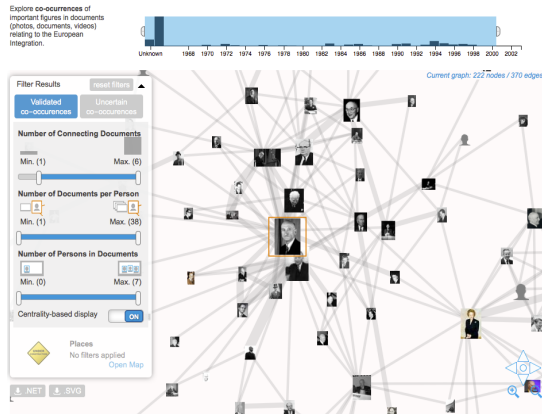 Explore co-occurrences of
important figures in documents
(photos, documents, videos)
relating to the European
Integration.
Unknown 1968 1970 1972 1974 1976 1978 1980 1982 1984 1986 1988 1990 1992 1994 1996 1998 2000 2002
Current graph: 222 nodes / 370 edges
Filter Results
reset filters
Validated
co-occurences
Uncertain
co-occurences
Number of Connecting Documents
Min. (1) Max. (6)
Number of Documents per Person
Min. (1) Max. (38)
Number of Persons in Documents
Min. (0) Max. (7)
Centrality-based display ON
Places
No filters applied
Open Map
.NET .SVG